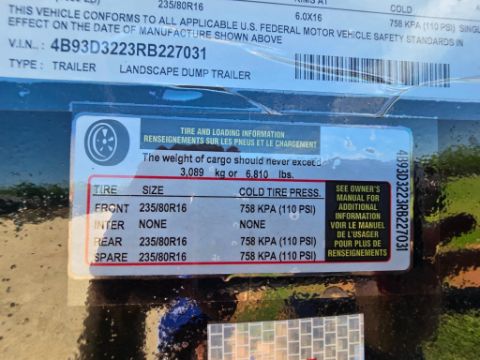 235/80R16 6.0X16 COLD
758 KPA (110 PSI) SINGL
THIS VEHICLE CONFORMS TO ALL APPLICABLE U.S. FEDERAL MOTOR VEHICLE SAFETY STANDARDS IN
EFFECT ON THE DATE OF MANUFACTURE SHOWN ABOVE
V.I.N.: 4B93D3223RB227031
TYPE: TRAILER LANDSCAPE DUMP TRAILER
TIRE AND LOADING INFORMATION
RENSEIGNEMENTS SUR LES PNEUS ET LE CHARGEMENT
The weight of cargo should never exceed
3,089 kg or 6,810 lbs.
TIRE SIZE COLD TIRE PRESS.
FRONT 235/80R16 758 KPA (110 PSI)
INTER NONE NONE
REAR 235/80R16 758 KPA (110 PSI)
SPARE 235/80R16 758 KPA (110 PSI)
SEE OWNER'S
MANUAL FOR
ADDITIONAL
INFORMATION
VOIR LE MANUEL
DE L'USAGER
POUR PLUS DE
RENSEIGNEMENTS
4B93D3223RB227031